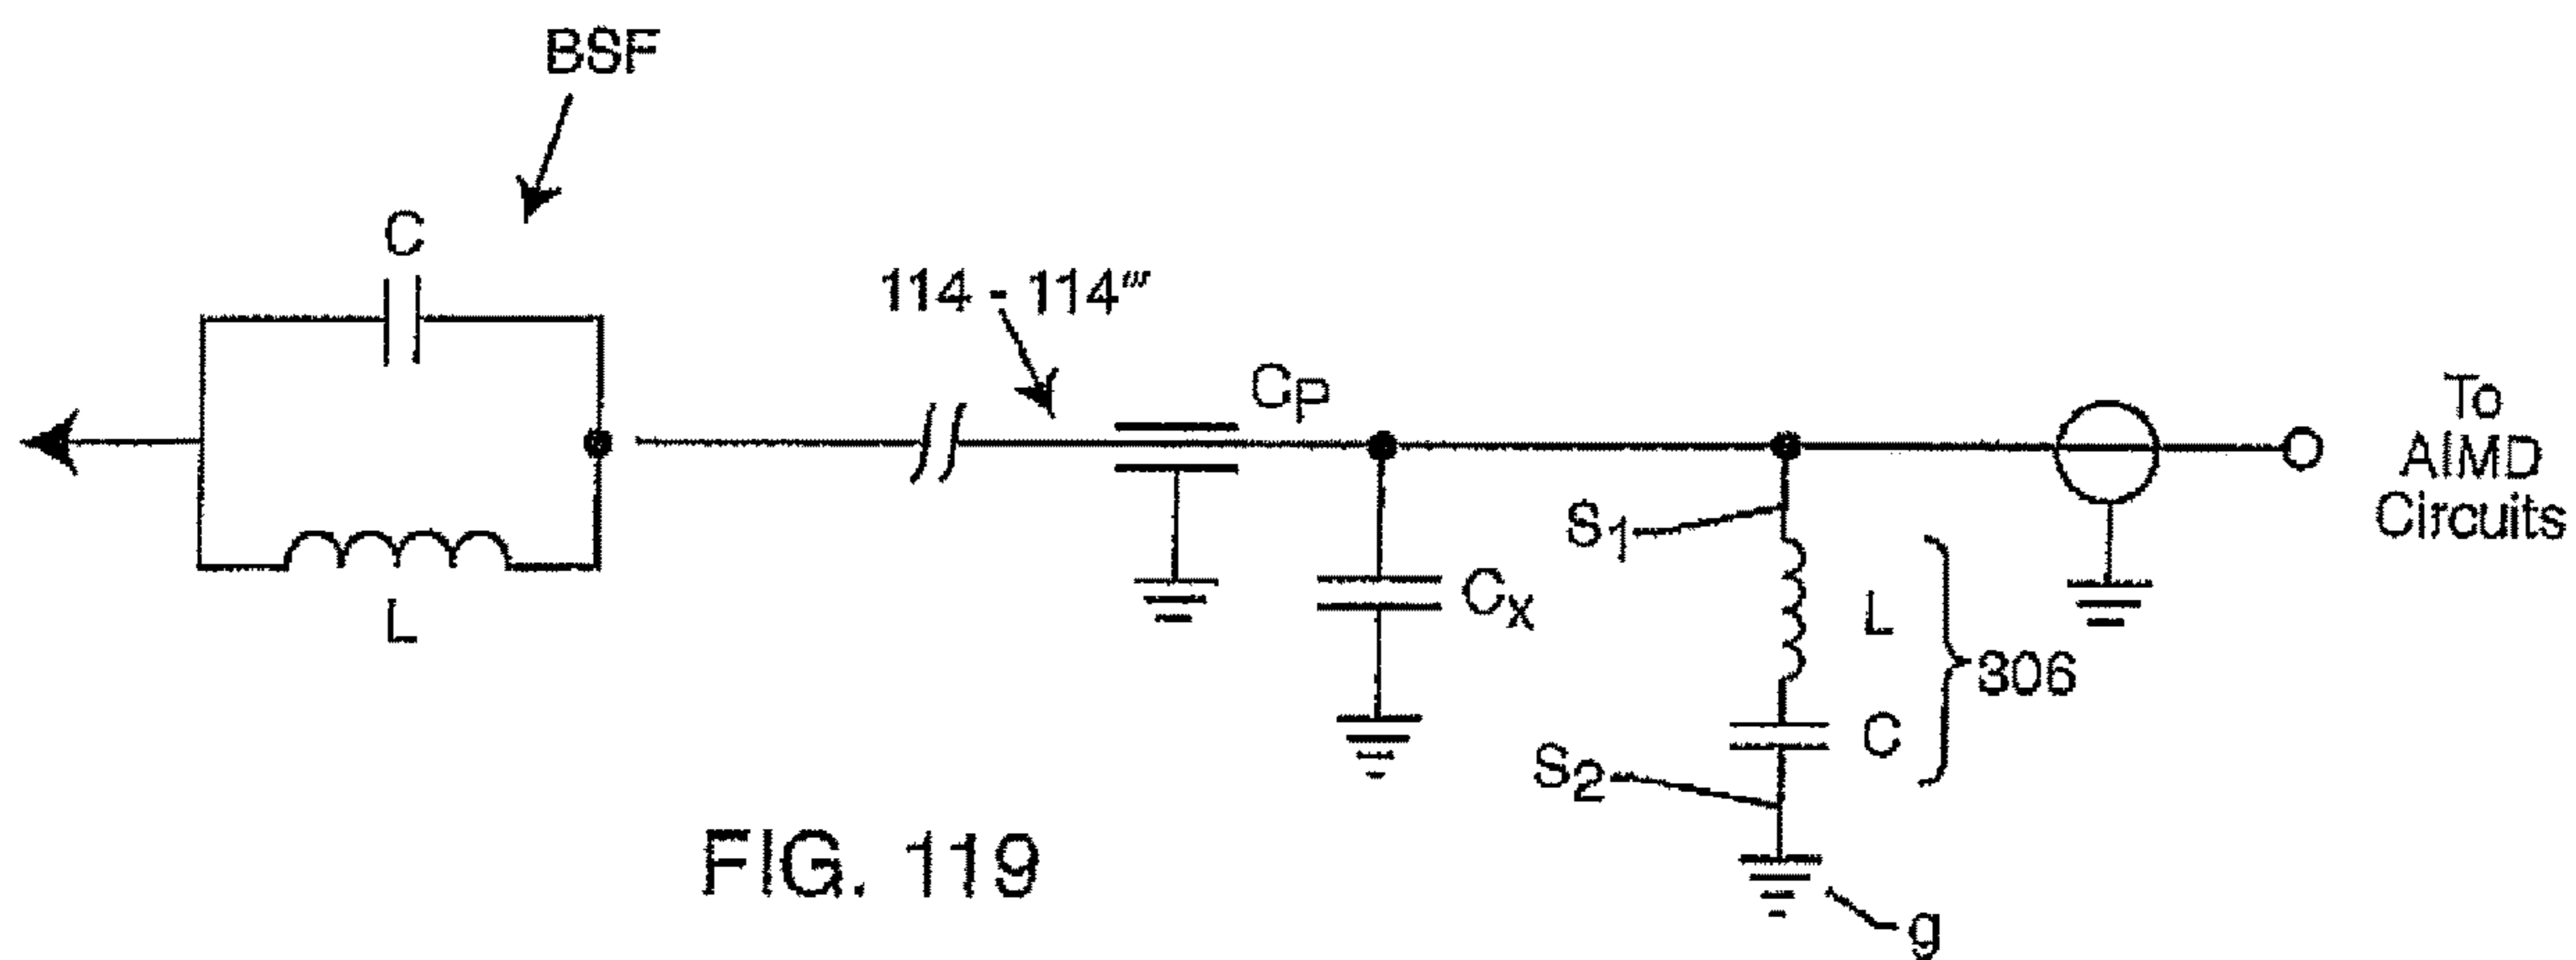 BSF
C
114 - 114‴
L
CP
CX
S1
L
C
306
S2
g
To
AIMD
Circuits
FIG. 119